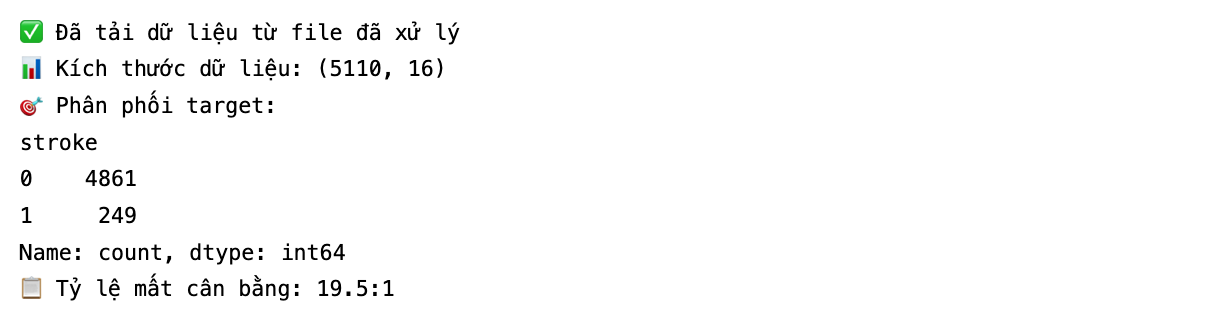 ✅ Đã tải dữ liệu từ file đã xử lý
📊 Kích thước dữ liệu: (5110, 16)
🎯 Phân phối target:
stroke
0    4861
1     249
Name: count, dtype: int64
📋 Tỷ lệ mất cân bằng: 19.5:1